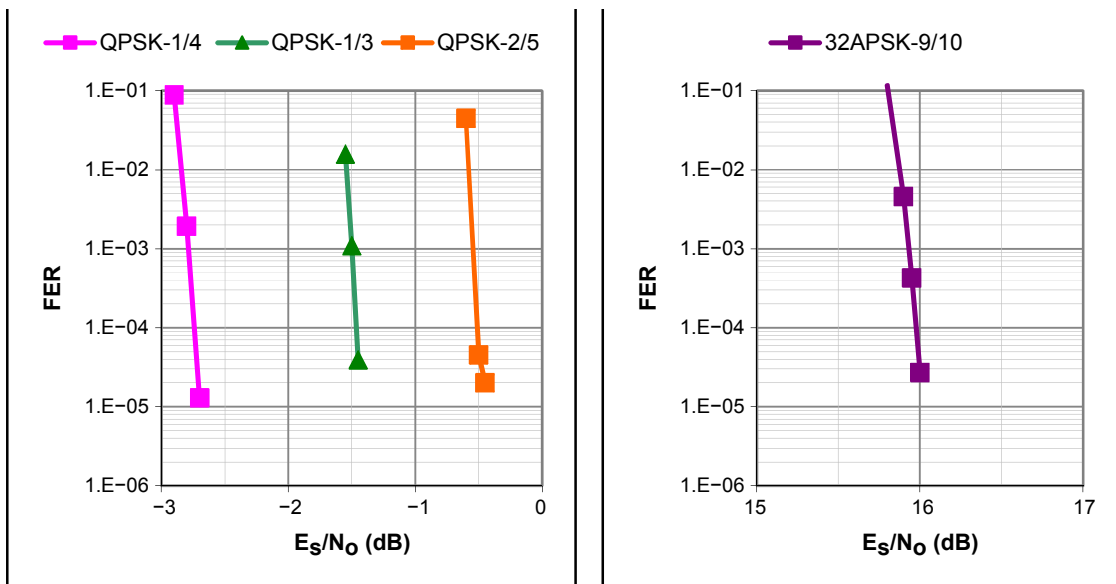 QPSK-1/4 QPSK-1/3 QPSK-2/5
1.E−01
1.E−02
1.E−03
1.E−04
1.E−05
1.E−06
FER
−3 −2 −1 0
Es/No (dB)
32APSK-9/10
1.E−01
1.E−02
1.E−03
1.E−04
1.E−05
1.E−06
FER
15 16 17
Es/No (dB)